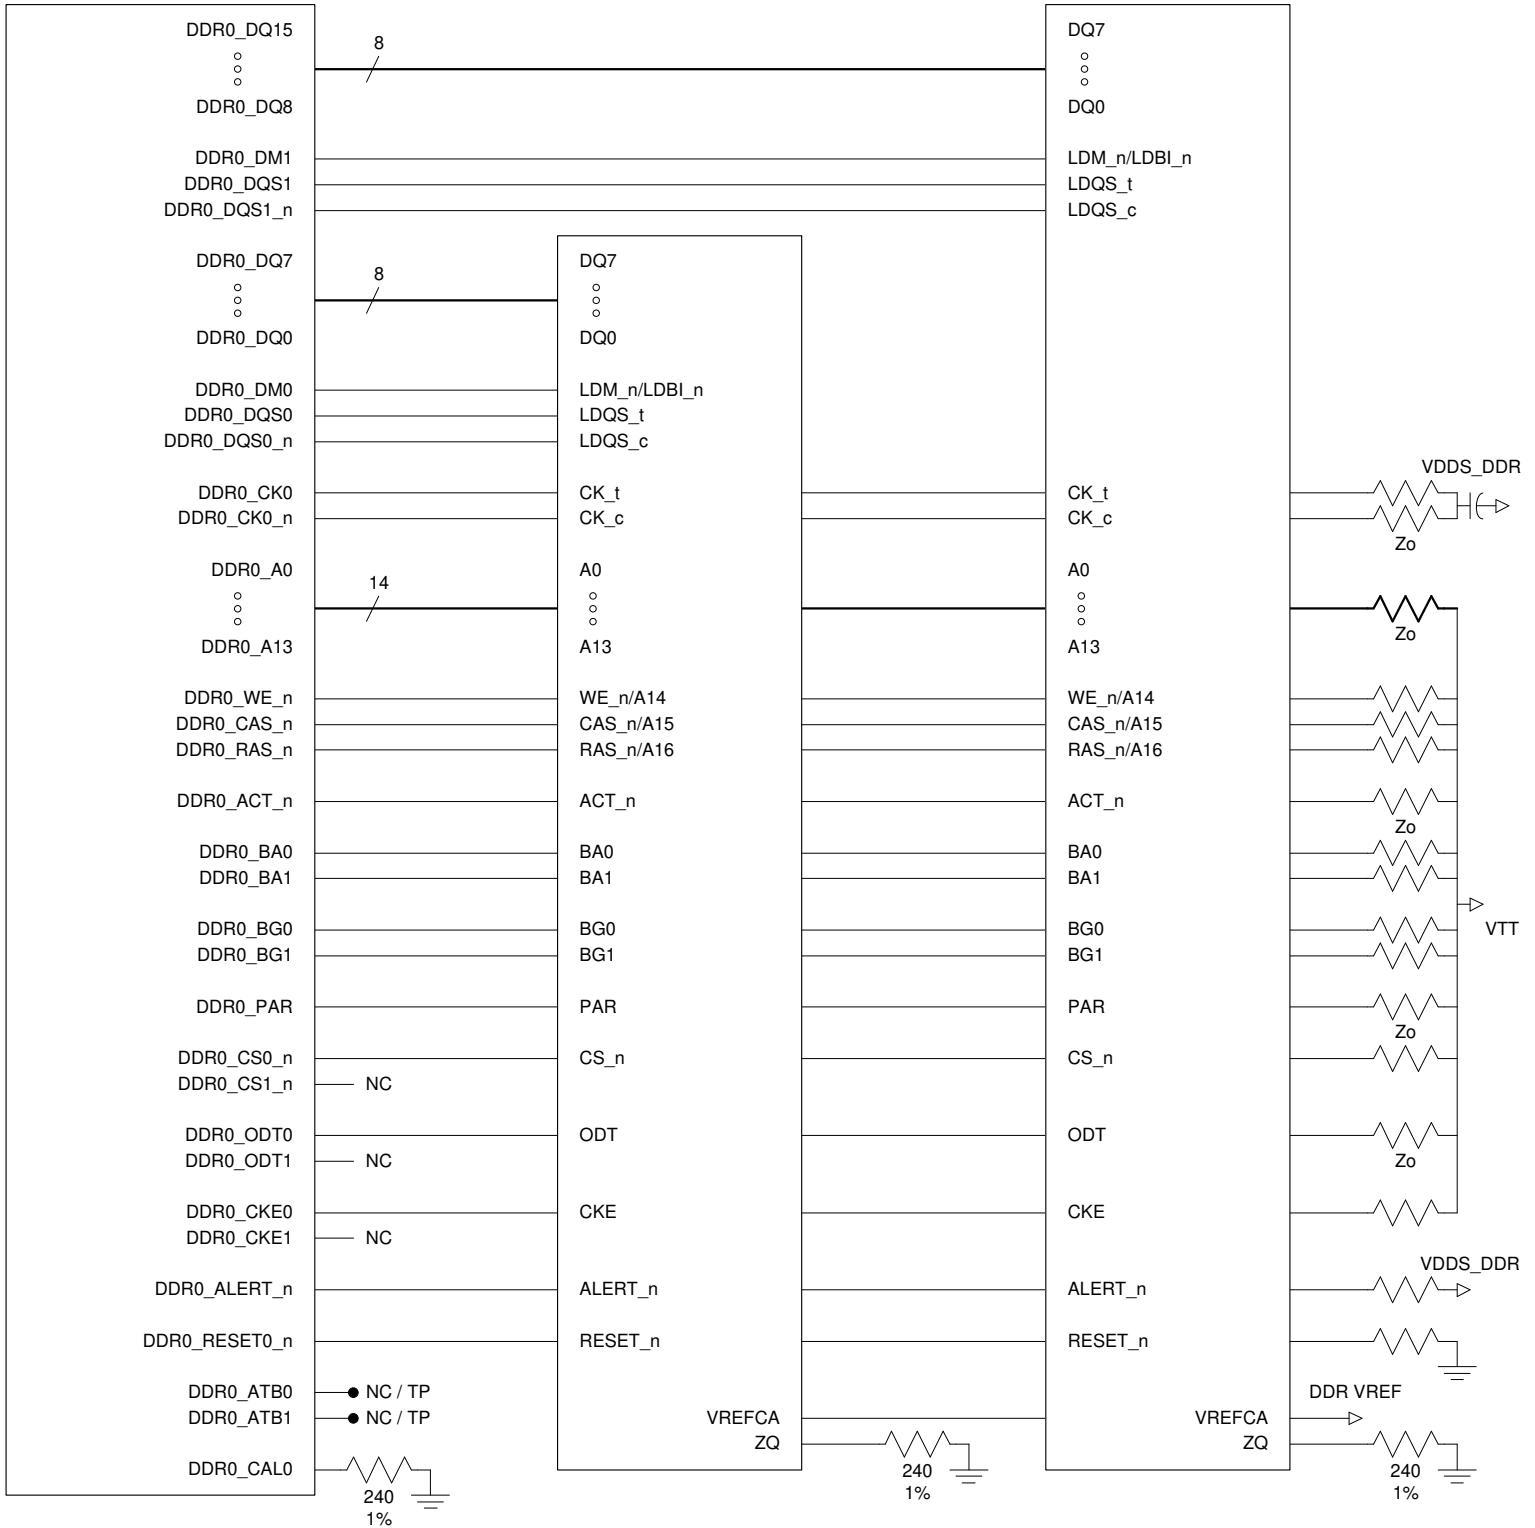 DDR0_DQ15 DQ7
8
DDR0_DQ8 DQ0
DDR0_DM1 LDM_n/LDBI_n
DDR0_DQS1 LDQS_t
DDR0_DQS1_n LDQS_c
DDR0_DQ7 DQ7
8
DDR0_DQ0 DQ0
DDR0_DM0 LDM_n/LDBI_n
DDR0_DQS0 LDQS_t
DDR0_DQS0_n LDQS_c
VDDS_DDR
DDR0_CK0 CK_t CK_t
DDR0_CK0_n CK_c CK_c
Zo
DDR0_A0 A0 A0
14
Zo
DDR0_A13 A13 A13
DDR0_WE_n WE_n/A14 WE_n/A14
DDR0_CAS_n CAS_n/A15 CAS_n/A15
DDR0_RAS_n RAS_n/A16 RAS_n/A16
DDR0_ACT_n ACT_n ACT_n
Zo
DDR0_BA0 BA0 BA0
DDR0_BA1 BA1 BA1
DDR0_BG0 BG0 BG0 VTT
DDR0_BG1 BG1 BG1
DDR0_PAR PAR PAR
Zo
DDR0_CS0_n CS_n CS_n
DDR0_CS1_n NC
DDR0_ODT0 ODT ODT
DDR0_ODT1 NC Zo
DDR0_CKE0 CKE CKE
DDR0_CKE1 NC
VDDS_DDR
DDR0_ALERT_n ALERT_n ALERT_n
DDR0_RESET0_n RESET_n RESET_n
DDR0_ATB0 NC / TP DDR VREF
DDR0_ATB1 NC / TP VREFCA VREFCA
ZQ ZQ
DDR0_CAL0 240 240
240 1% 1%
1%